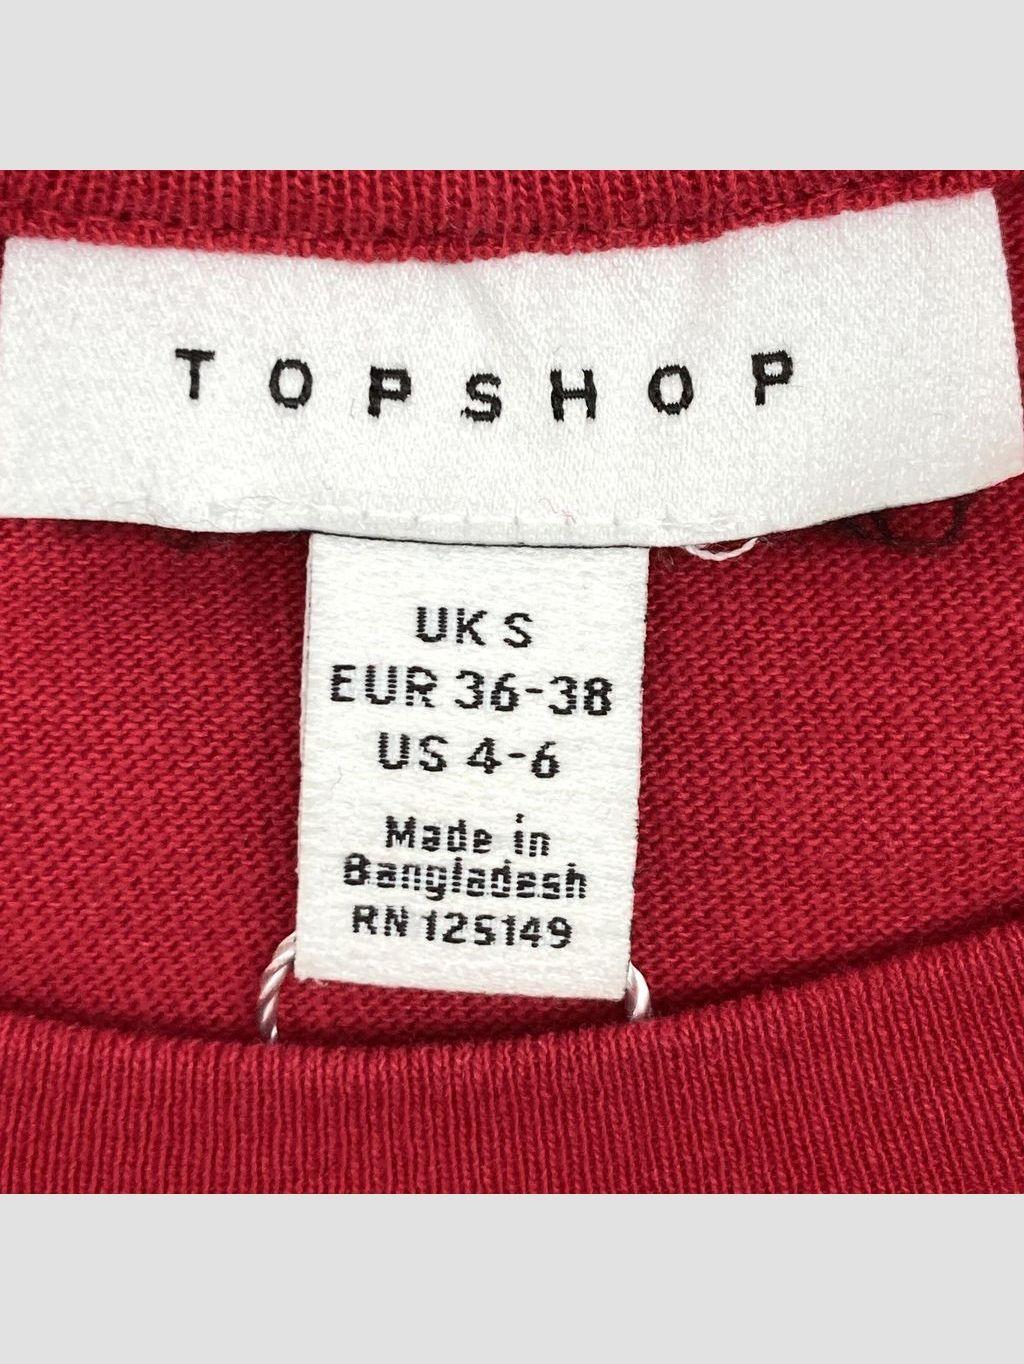 TOPSHOP
UK S
EUR 36-38
US 4-6
Made in
Bangladesh
RN 125149